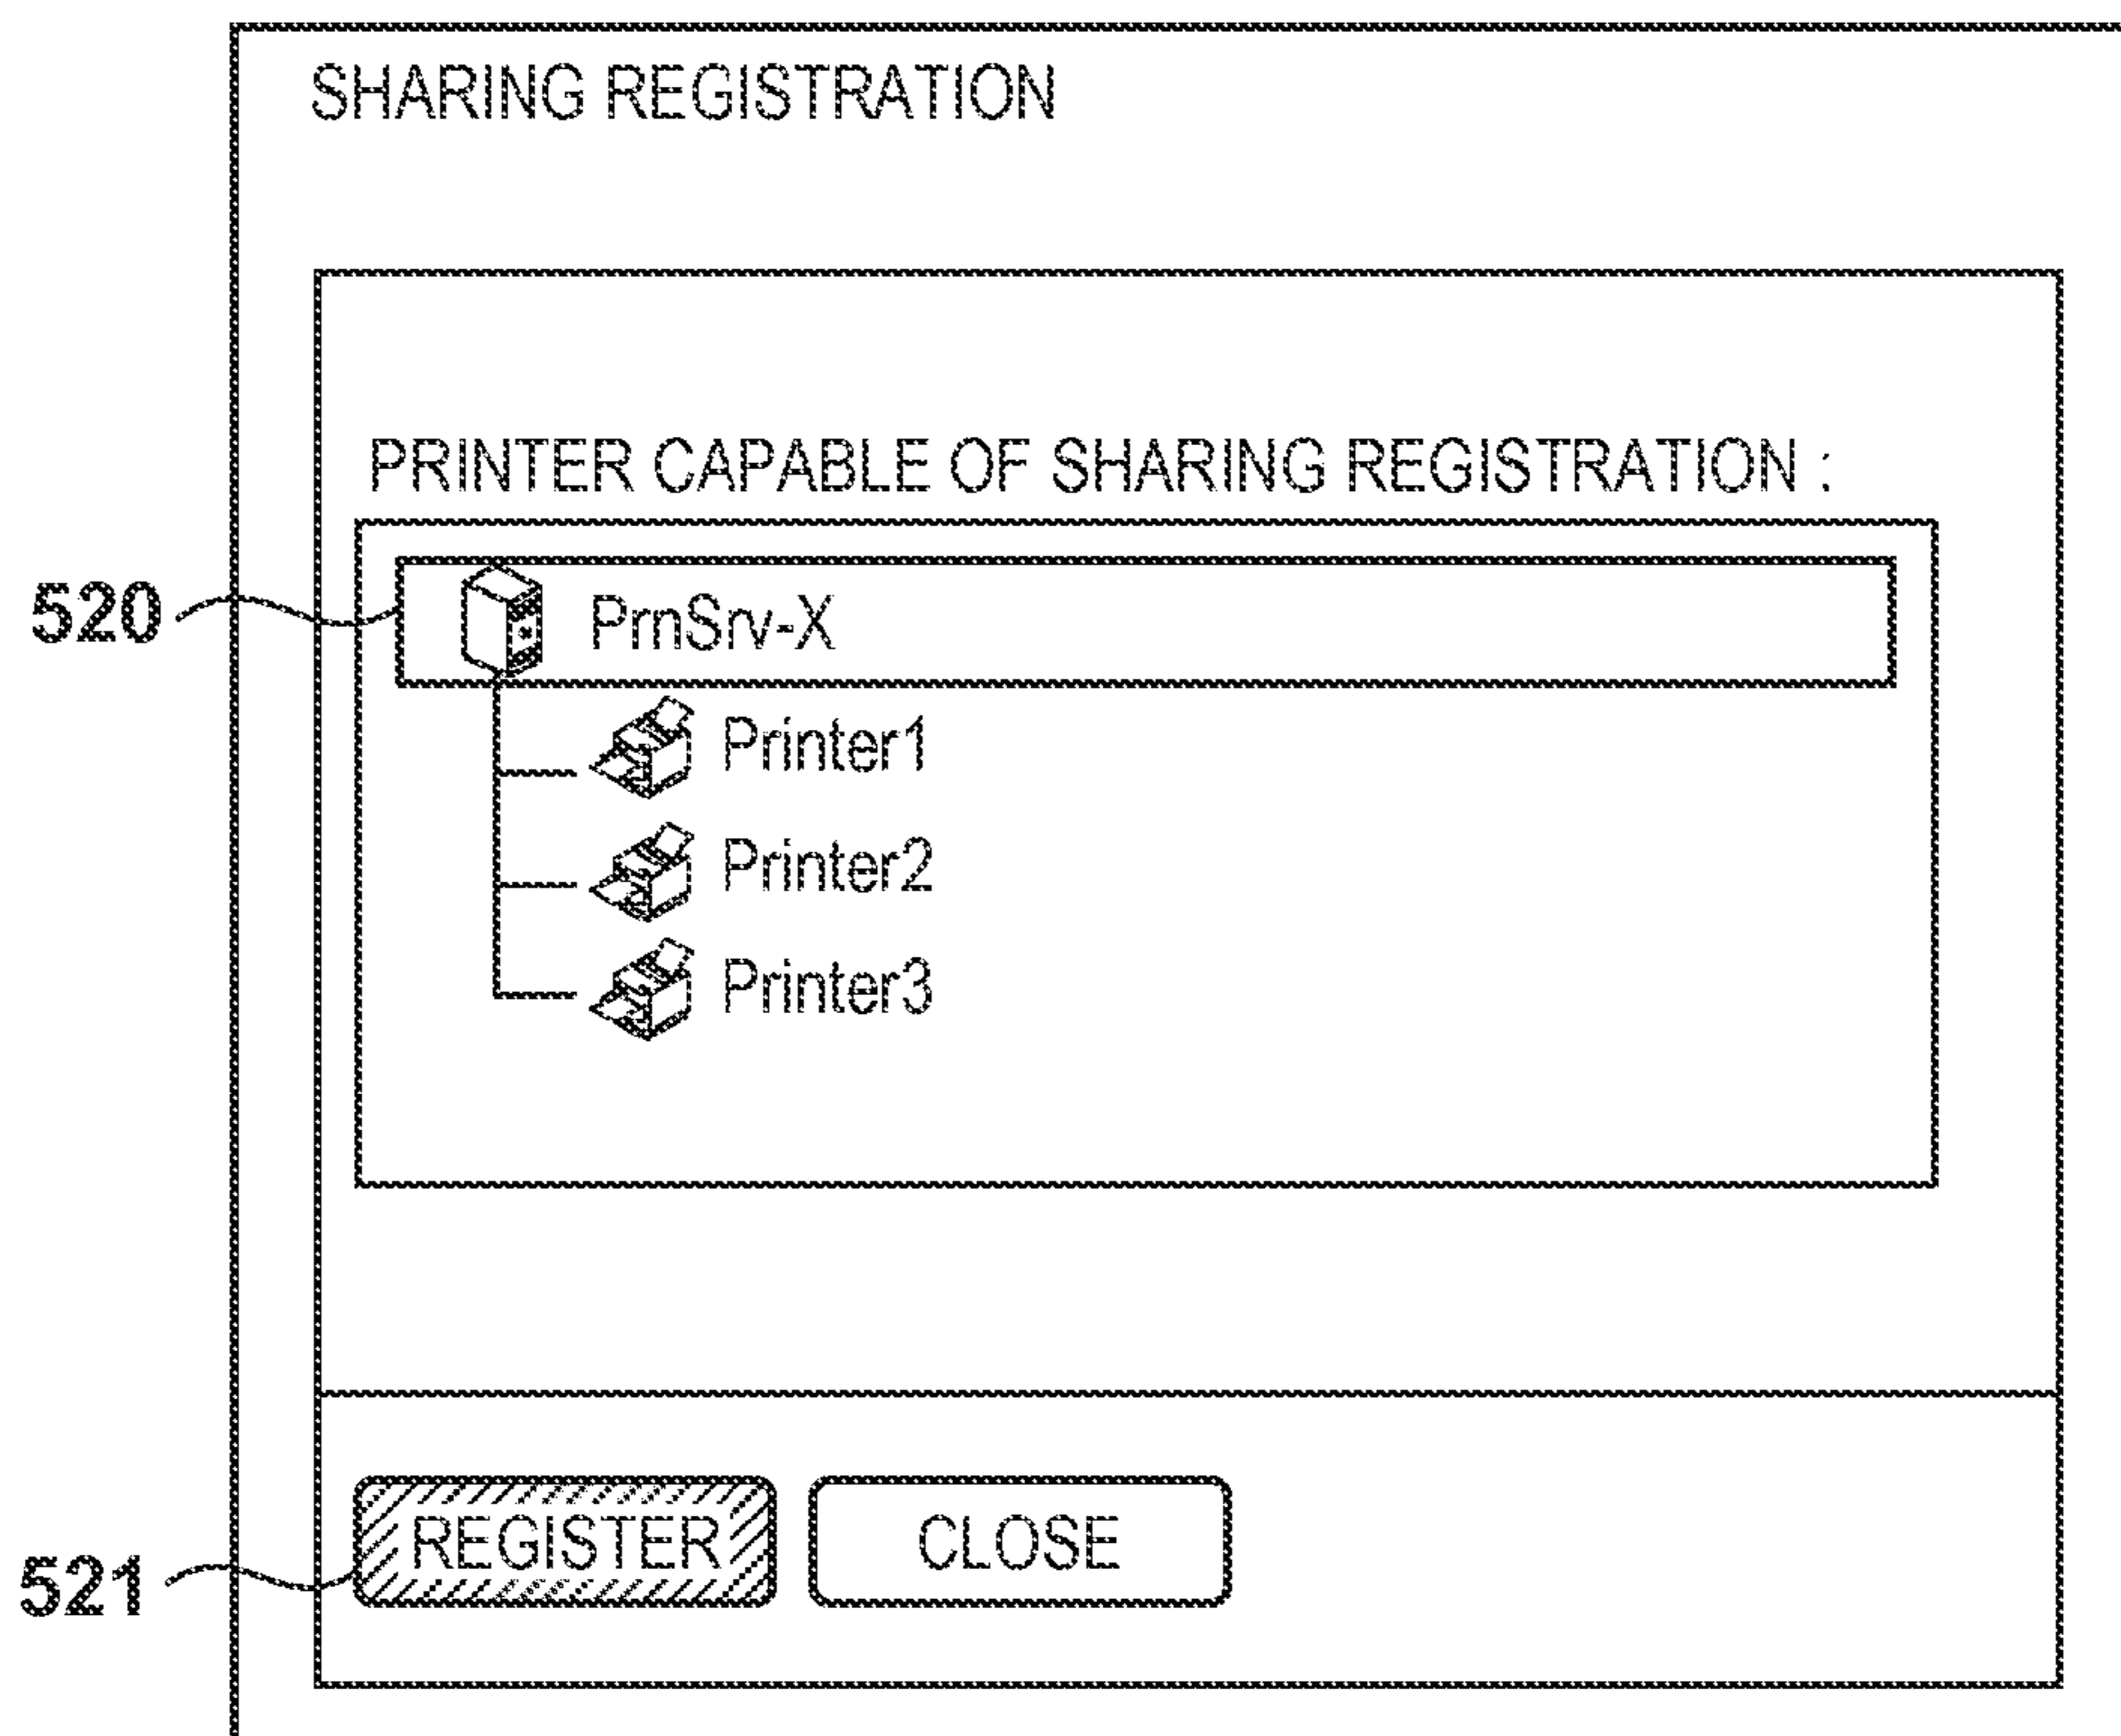 SHARING REGISTRATION
PRINTER CAPABLE OF SHARING REGISTRATION :
520
PrnSrv-X
Printer1
Printer2
Printer3
REGISTER
CLOSE
521